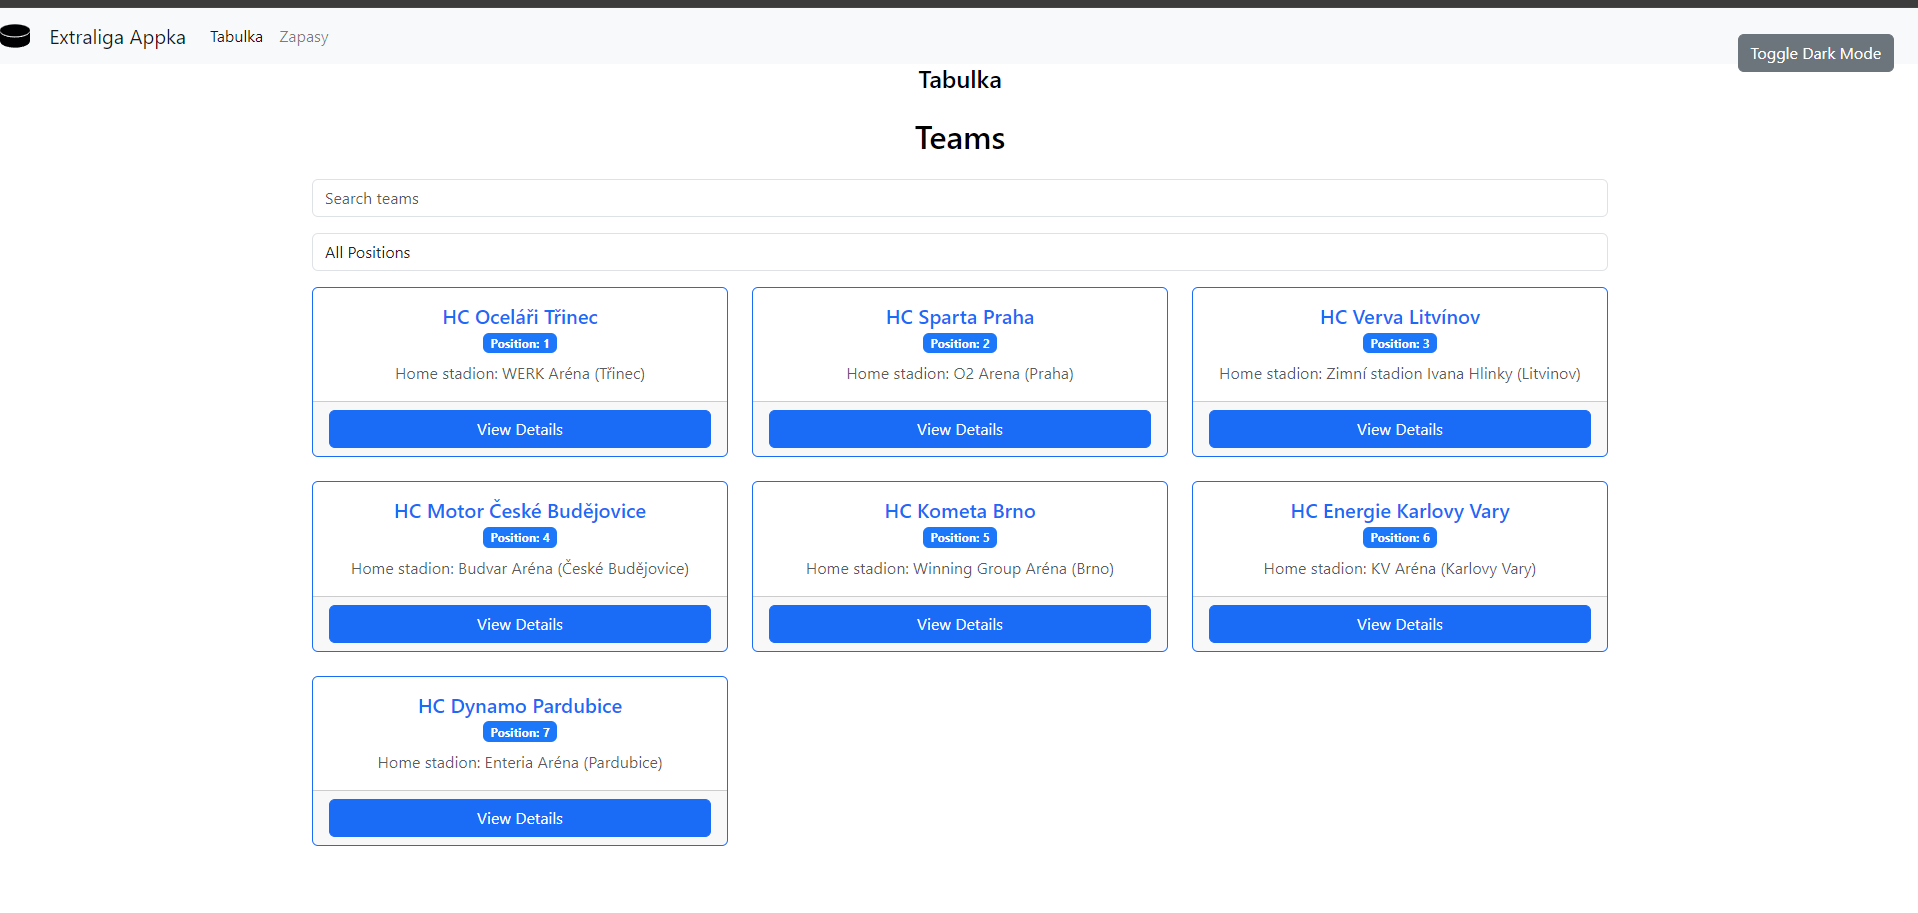 Extraliga Appka Tabulka Zapasy
Toggle Dark Mode
Tabulka
Teams
Search teams
All Positions
HC Oceláři Třinec
Position: 1
Home stadion: WERK Aréna (Třinec)
View Details
HC Sparta Praha
Position: 2
Home stadion: O2 Arena (Praha)
View Details
HC Verva Litvínov
Position: 3
Home stadion: Zimní stadion Ivana Hlinky (Litvinov)
View Details
HC Motor České Budějovice
Position: 4
Home stadion: Budvar Aréna (České Budějovice)
View Details
HC Kometa Brno
Position: 5
Home stadion: Winning Group Aréna (Brno)
View Details
HC Energie Karlovy Vary
Position: 6
Home stadion: KV Aréna (Karlovy Vary)
View Details
HC Dynamo Pardubice
Position: 7
Home stadion: Enteria Aréna (Pardubice)
View Details